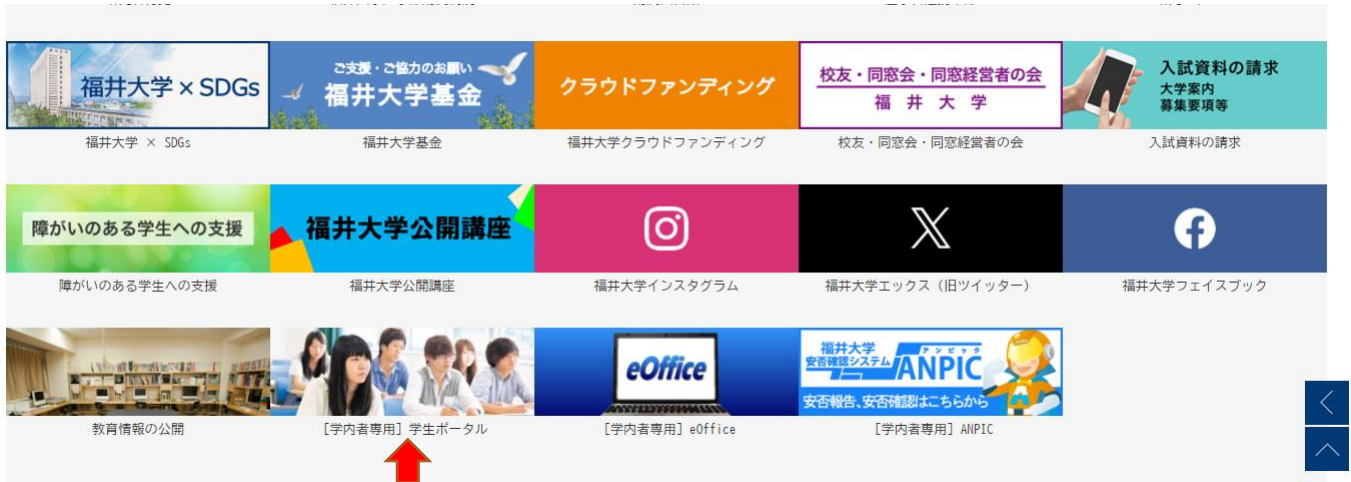 福井大学 × SDGs
ご支援・ご協力のお願い
福井大学基金
クラウドファンディング
校友・同窓会・同窓経営者の会
福 井 大 学
入試資料の請求
大学案内
募集要項等
福井大学 × SDGs
福井大学基金
福井大学クラウドファンディング
校友・同窓会・同窓経営者の会
入試資料の請求
障がいのある学生への支援
福井大学公開講座
障がいのある学生への支援
福井大学公開講座
福井大学インスタグラム
福井大学エックス（旧ツイッター）
福井大学フェイスブック
eOffice
福井大学
安否確認システム
アンピック
ANPIC
安否報告、安否確認はこちらから
教育情報の公開
［学内者専用］学生ポータル
［学内者専用］eOffice
［学内者専用］ANPIC